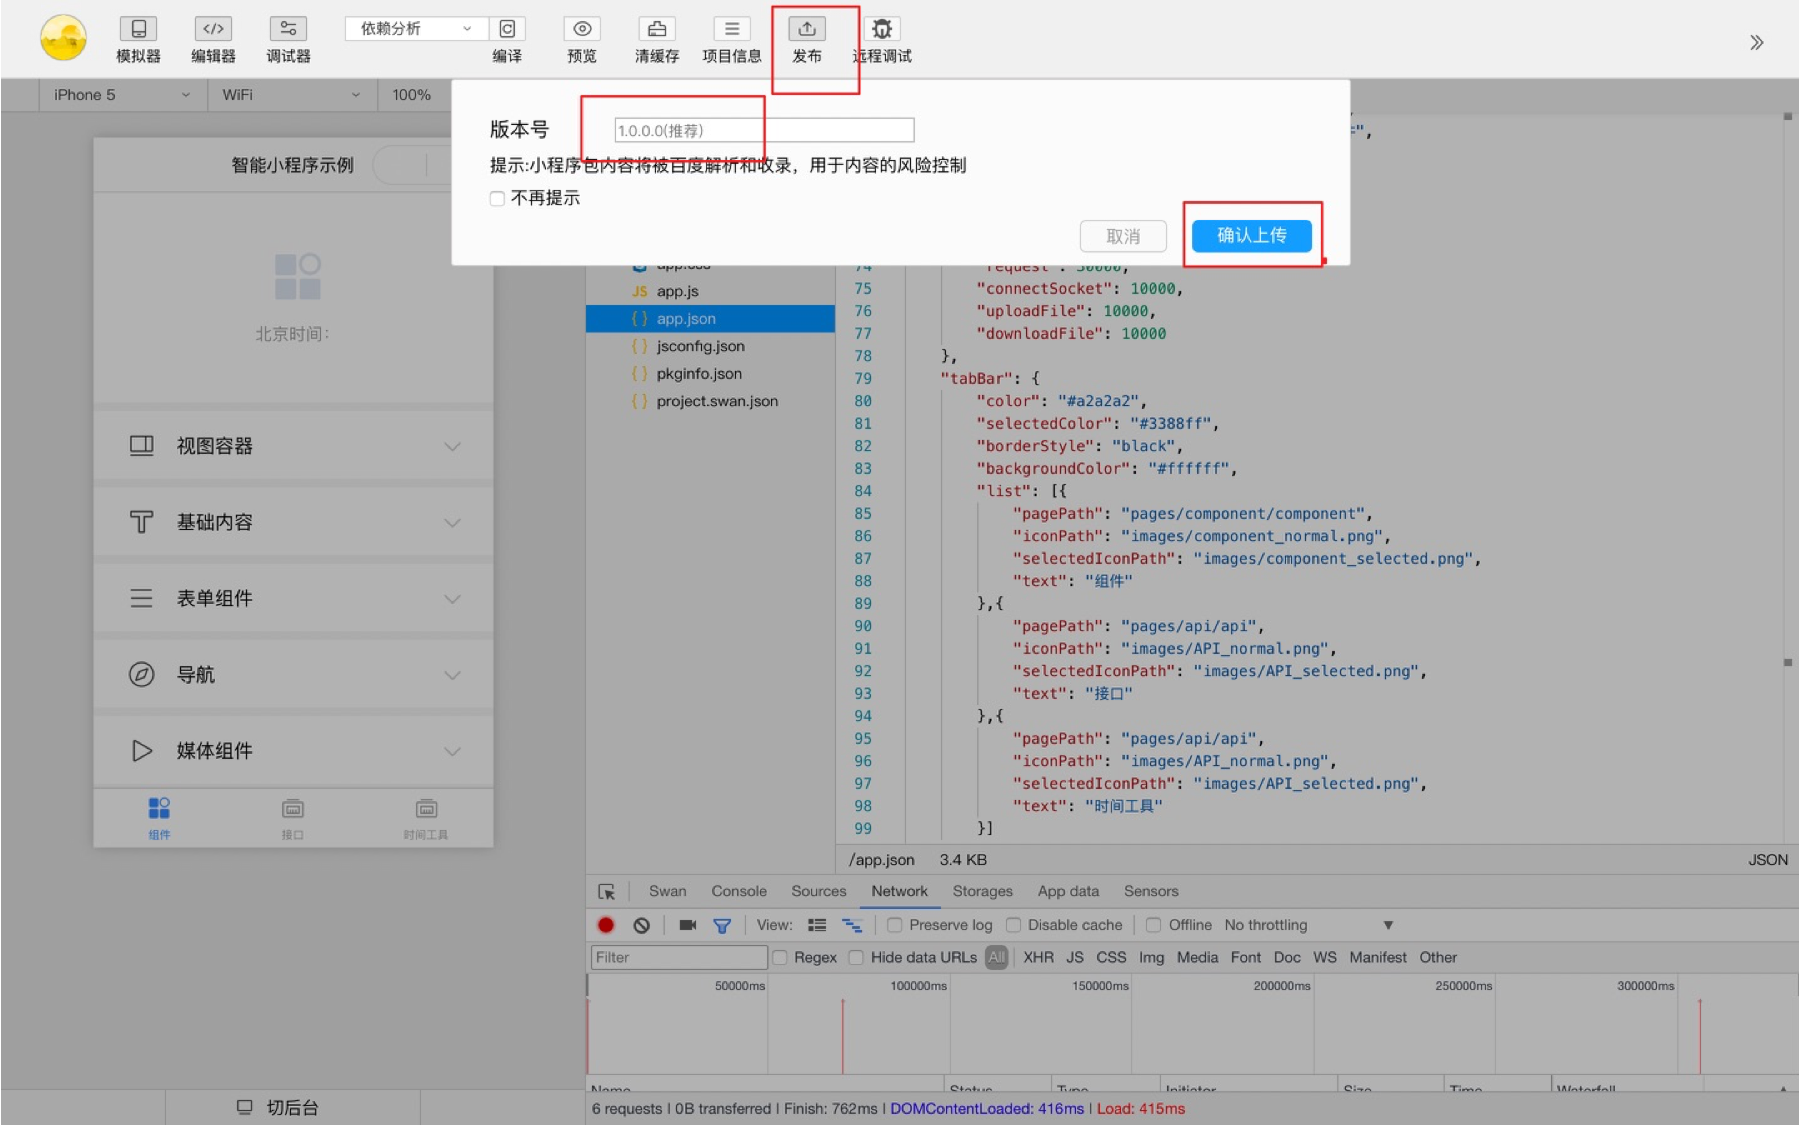 模拟器
编辑器
调试器
依赖分析
编译
预览
清缓存
项目信息
发布
远程调试
iPhone 5
WiFi
100%
版本号
1.0.0.0(推荐)
提示:小程序包内容将被百度解析和收录，用于内容的风险控制
不再提示
取消
确认上传
智能小程序示例
北京时间:
视图容器
基础内容
表单组件
导航
媒体组件
组件
接口
时间工具
切后台
JS app.js
{ } app.json
{ } jsconfig.json
{ } pkginfo.json
{ } project.swan.json
",
74 "request": 30000,
75 "connectSocket": 10000,
76 "uploadFile": 10000,
77 "downloadFile": 10000
78 },
79 "tabBar": {
80 "color": "#a2a2a2",
81 "selectedColor": "#3388ff",
82 "borderStyle": "black",
83 "backgroundColor": "#ffffff",
84 "list": [{
85 "pagePath": "pages/component/component",
86 "iconPath": "images/component_normal.png",
87 "selectedIconPath": "images/component_selected.png",
88 "text": "组件"
89 },{
90 "pagePath": "pages/api/api",
91 "iconPath": "images/API_normal.png",
92 "selectedIconPath": "images/API_selected.png",
93 "text": "接口"
94 },{
95 "pagePath": "pages/api/api",
96 "iconPath": "images/API_normal.png",
97 "selectedIconPath": "images/API_selected.png",
98 "text": "时间工具"
99 }]
/app.json 3.4 KB JSON
Swan Console Sources Network Storages App data Sensors
View: Preserve log Disable cache Offline No throttling
Filter Regex Hide data URLs All XHR JS CSS Img Media Font Doc WS Manifest Other
50000ms 100000ms 150000ms 200000ms 250000ms 300000ms
Name Status Type Initiator Size Time Waterfall
6 requests | 0B transferred | Finish: 762ms | DOMContentLoaded: 416ms | Load: 415ms